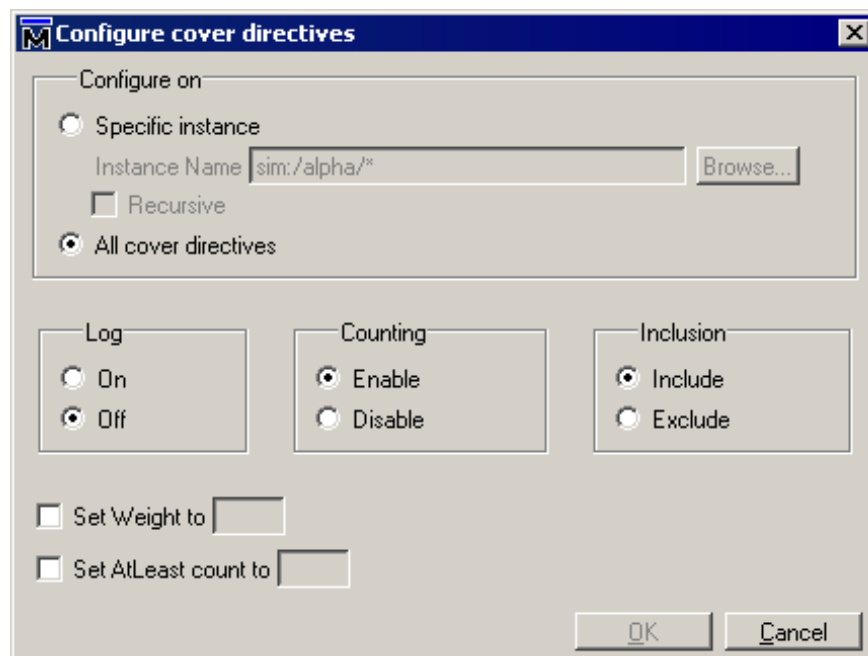 Configure cover directives
Configure on
Specific instance
Instance Name sim:/alpha/* Browse...
Recursive
All cover directives
Log Counting Inclusion
On Enable Include
Off Disable Exclude
Set Weight to
Set AtLeast count to
OK Cancel